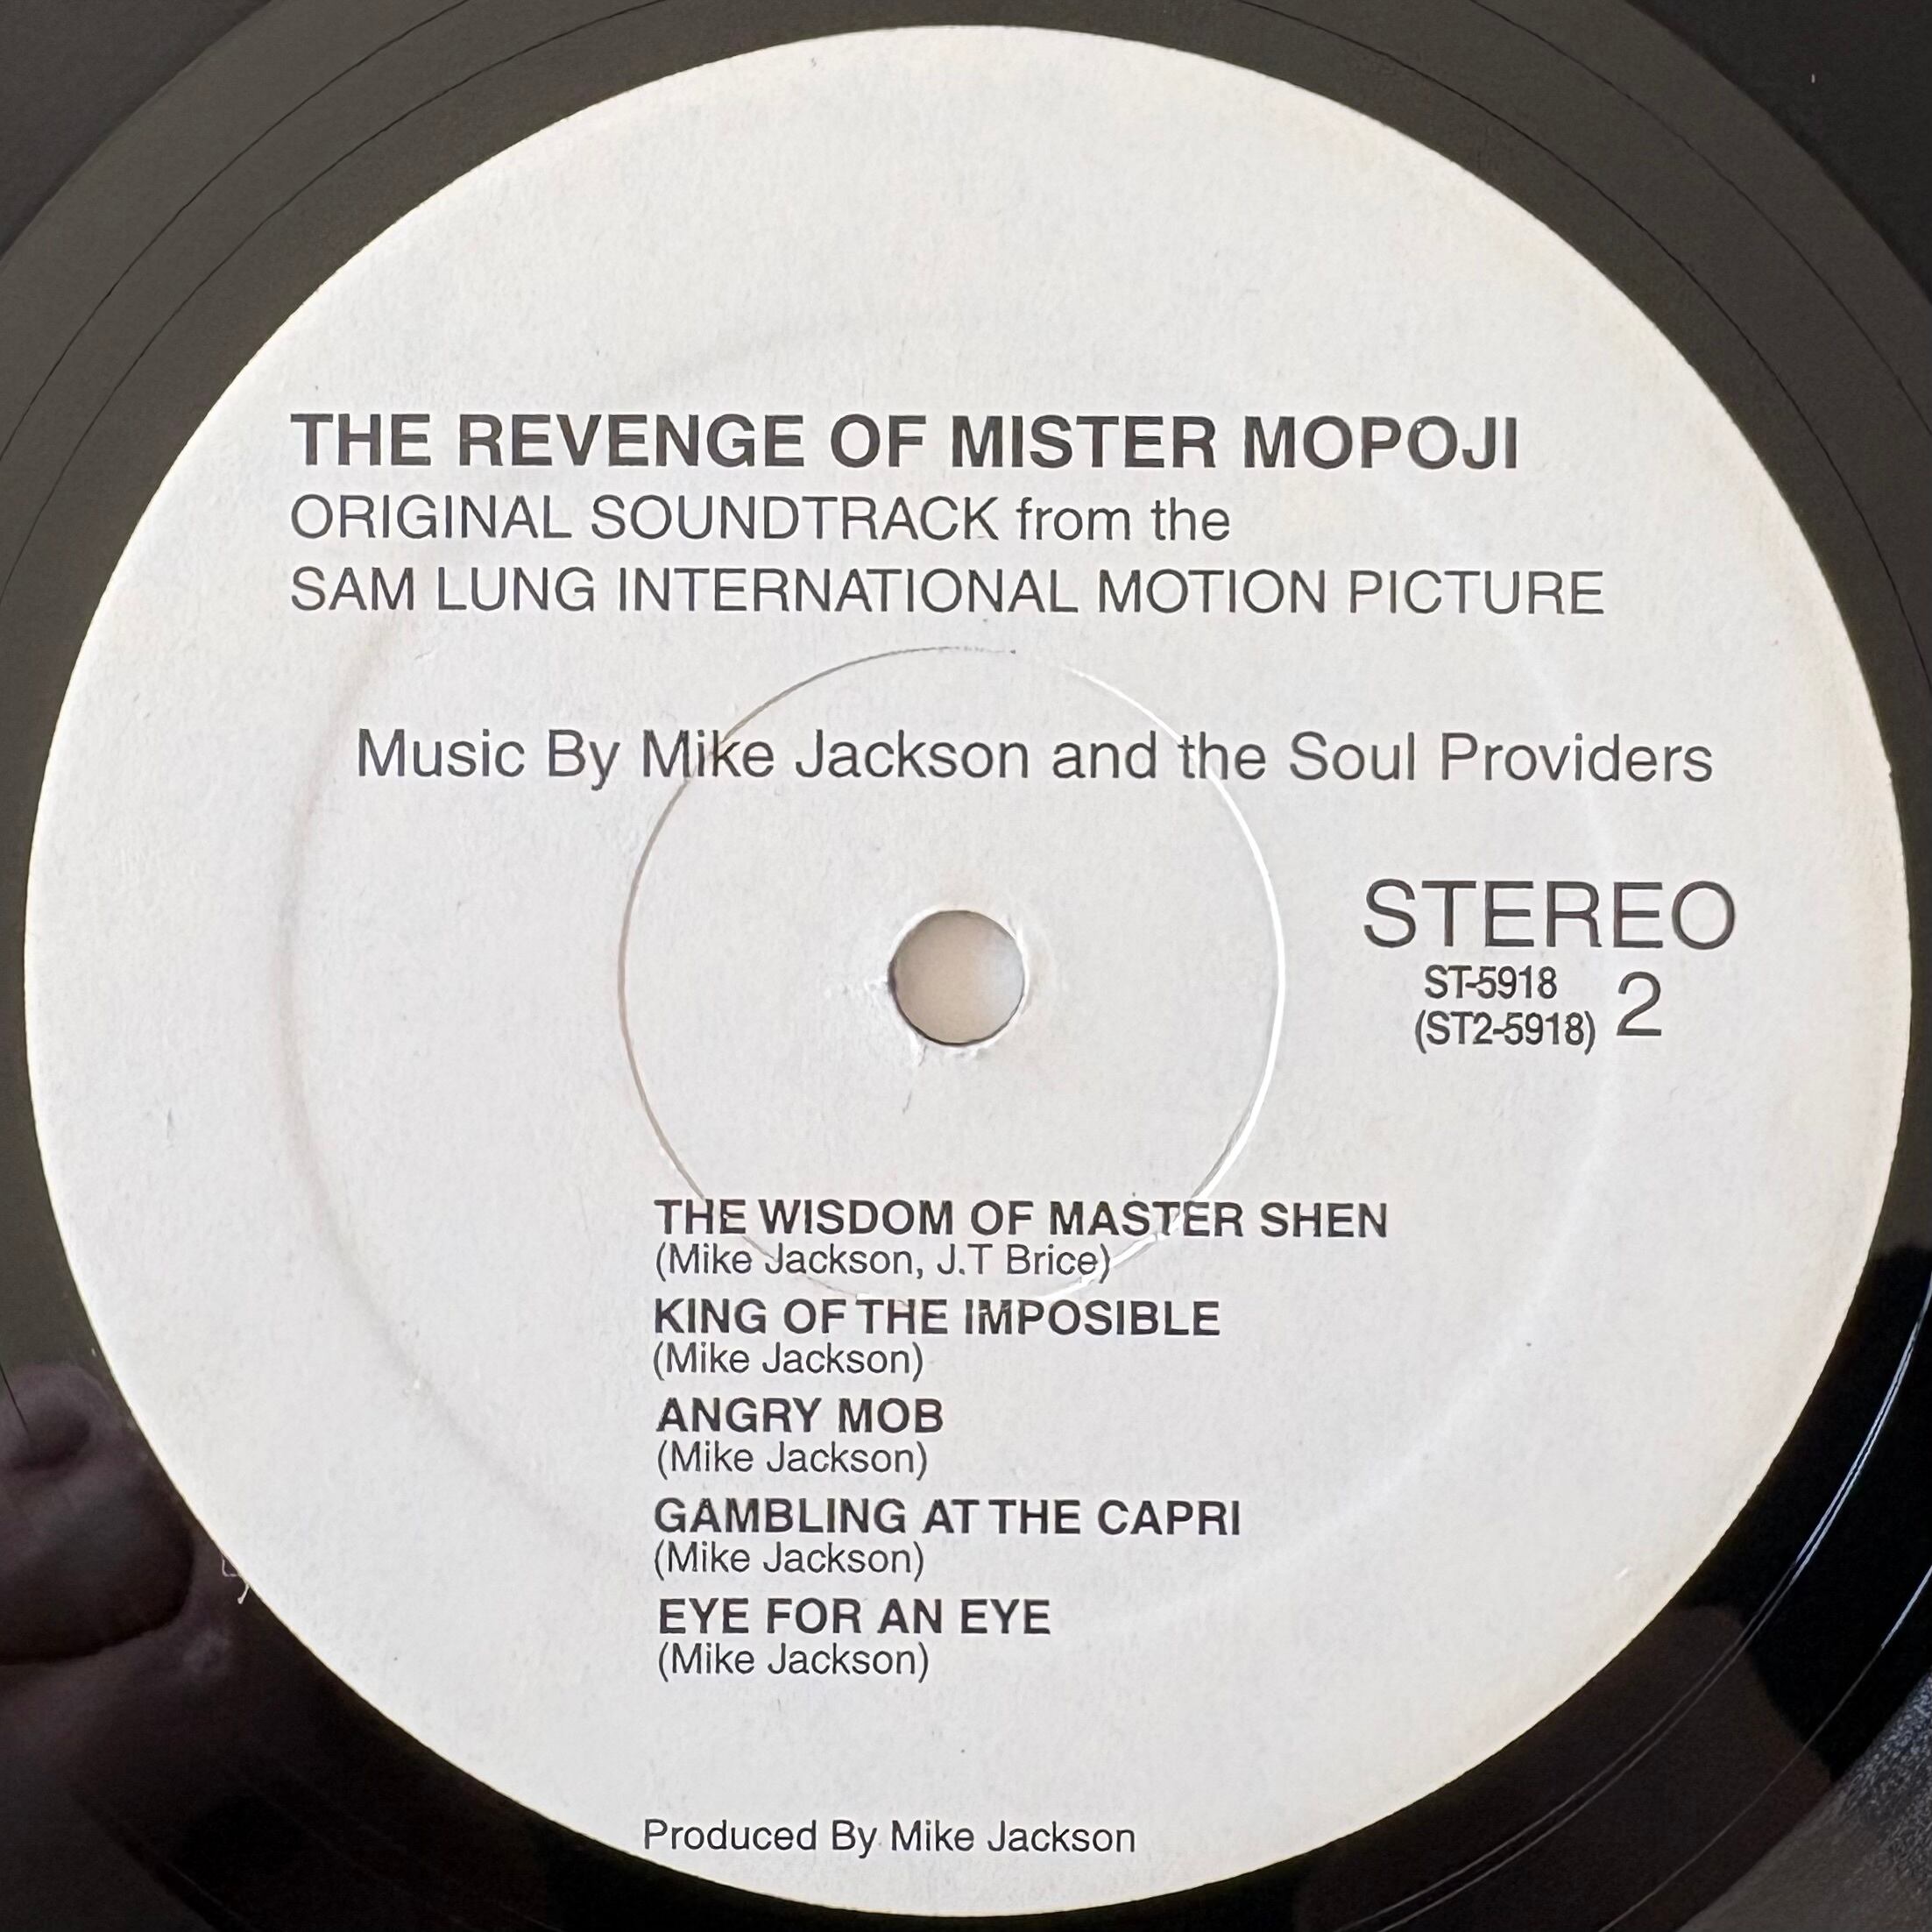 THE REVENGE OF MISTER MOPOJI
ORIGINAL SOUNDTRACK from the
SAM LUNG INTERNATIONAL MOTION PICTURE
Music By Mike Jackson and the Soul Providers
STEREO
ST-5918
(ST2-5918) 2
THE WISDOM OF MASTER SHEN
(Mike Jackson, J.T Brice)
KING OF THE IMPOSIBLE
(Mike Jackson)
ANGRY MOB
(Mike Jackson)
GAMBLING AT THE CAPRI
(Mike Jackson)
EYE FOR AN EYE
(Mike Jackson)
Produced By Mike Jackson